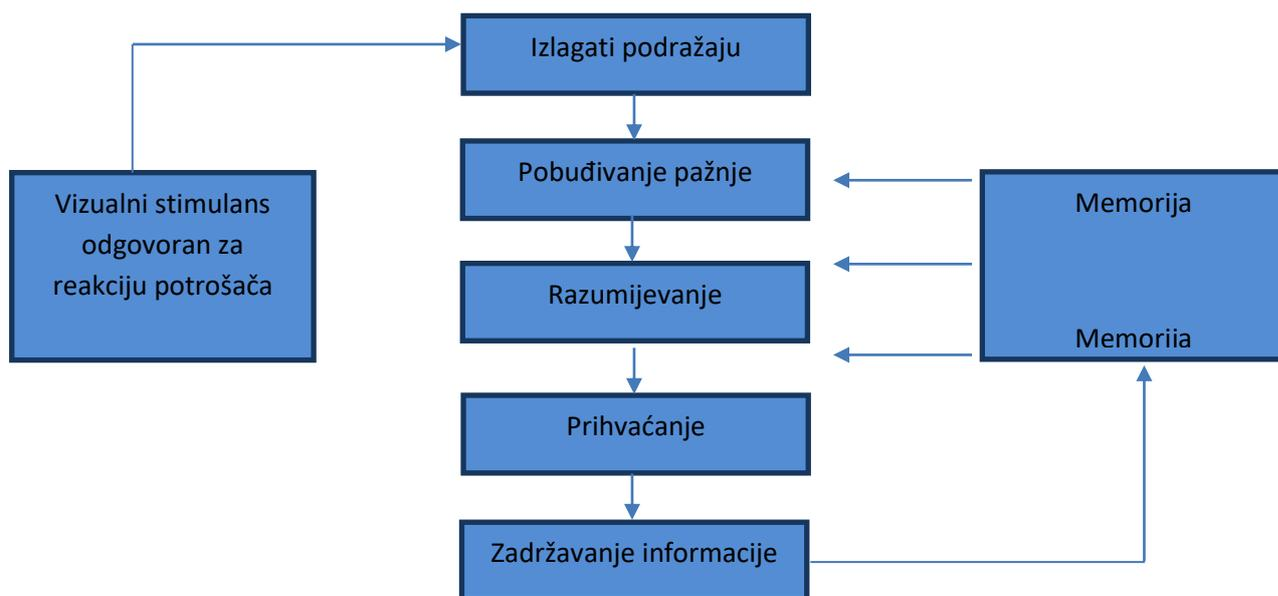 Izlagati podražaju
Pobuđivanje pažnje
Vizualni stimulans
odgovoran za
reakciju potrošača
Memorija
Razumijevanje
Memoriia
Prihvaćanje
Zadržavanje informacije